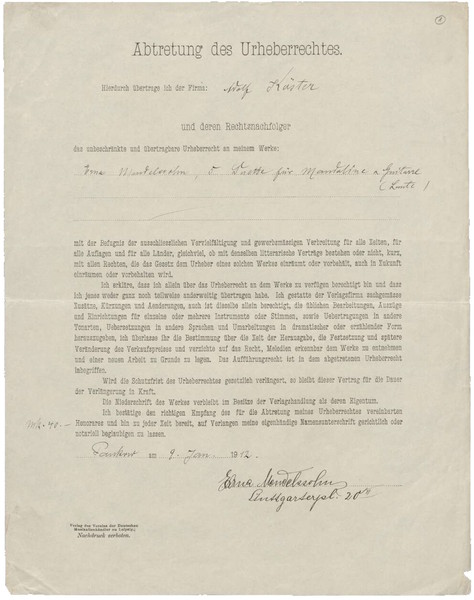 Abtretung des Urheberrechtes.
Hierdurch übertrage ich der Firma: Adolf Köster
und deren Rechtsnachfolger
das unbeschränkte und übertragbare Urheberrecht an meinem Werke:
Erna Mendelssohn, 5 Duette für Mandoline u Guitarre
(Laute)
mit der Befugnis der ausschliesslichen Vervielfältigung und gewerbsmässigen Verbreitung für alle Zeiten, für
alle Auflagen und für alle Länder, gleichviel, ob mit denselben litterarische Verträge bestehen oder nicht, kurz,
mit allen Rechten, die das Gesetz dem Urheber eines solchen Werkes einräumt oder vorbehält, auch in Zukunft
einräumen oder vorbehalten wird.
Ich erkläre, dass ich allein über das Urheberrecht an dem Werke zu verfügen berechtigt bin und dass
ich jenes weder ganz noch teilweise anderweitig übertragen habe. Ich gestatte der Verlagsfirma sachgemässe
Zusätze, Kürzungen und Aenderungen, auch ist dieselbe allein berechtigt, die üblichen Bearbeitungen, Auszüge
und Einrichtungen für einzelne oder mehrere Instrumente oder Stimmen, sowie Uebertragungen in andere
Tonarten, Uebersetzungen in andere Sprachen und Umarbeitungen in dramatischer oder erzählender Form
herauszugeben, ich überlasse ihr die Bestimmung über die Zeit der Herausgabe, die Festsetzung und spätere
Veränderung des Verkaufspreises und verzichte auf das Recht, Melodien erkennbar dem Werke zu entnehmen
und einer neuen Arbeit zu Grunde zu legen. Das Aufführungsrecht ist in dem abgetretenen Urheberrecht
inbegriffen.
Wird die Schutzfrist des Urheberrechtes gesetzlich verlängert, so bleibt dieser Vertrag für die Dauer
der Verlängerung in Kraft.
Die Niederschrift des Werkes verbleibt im Besitze der Verlagshandlung als deren Eigentum.
Ich bestätige den richtigen Empfang des für die Abtretung meines Urheberrechtes vereinbarten
Honorares und bin zu jeder Zeit bereit, auf Verlangen meine eigenhändige Namensunterschrift gerichtlich oder
notariell beglaubigen zu lassen.
am 9. Jan. 1912.
Erna Mendelssohn
Verlag des Vereins der Deutschen
Musikalienhändler zu Leipzig.
Nachdruck verboten.